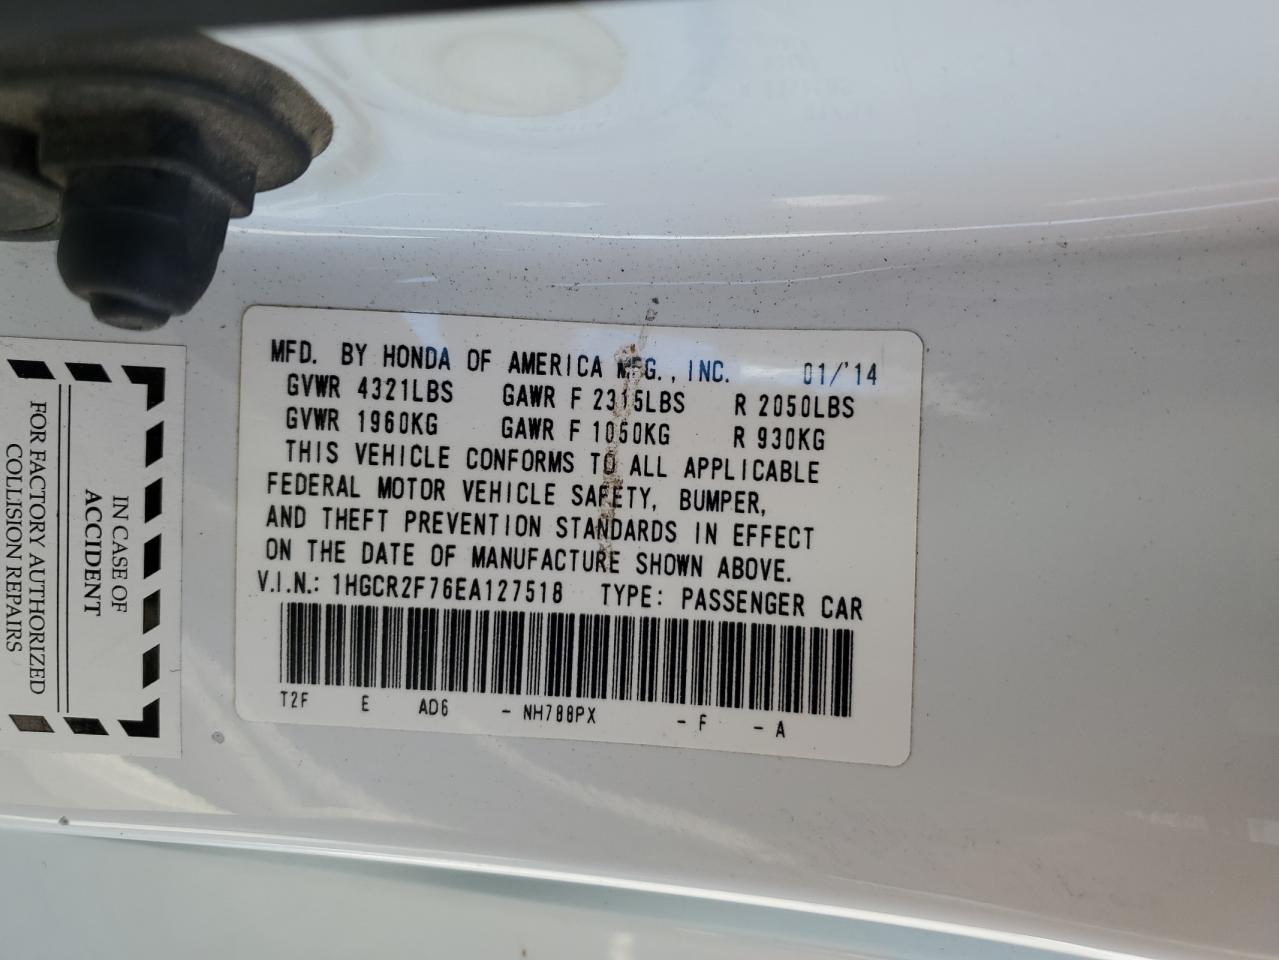 MFD. BY HONDA OF AMERICA MFG., INC. 01/'14
GVWR 4321LBS GAWR F 2315LBS R 2050LBS
GVWR 1960KG GAWR F 1050KG R 930KG
THIS VEHICLE CONFORMS TO ALL APPLICABLE
FEDERAL MOTOR VEHICLE SAFETY, BUMPER,
AND THEFT PREVENTION STANDARDS IN EFFECT
ON THE DATE OF MANUFACTURE SHOWN ABOVE.
V.I.N.: 1HGCR2F76EA127518 TYPE: PASSENGER CAR
T2F E AD6 - NH788PX - F - A
IN CASE OF
ACCIDENT
FOR FACTORY AUTHORIZED
COLLISION REPAIRS